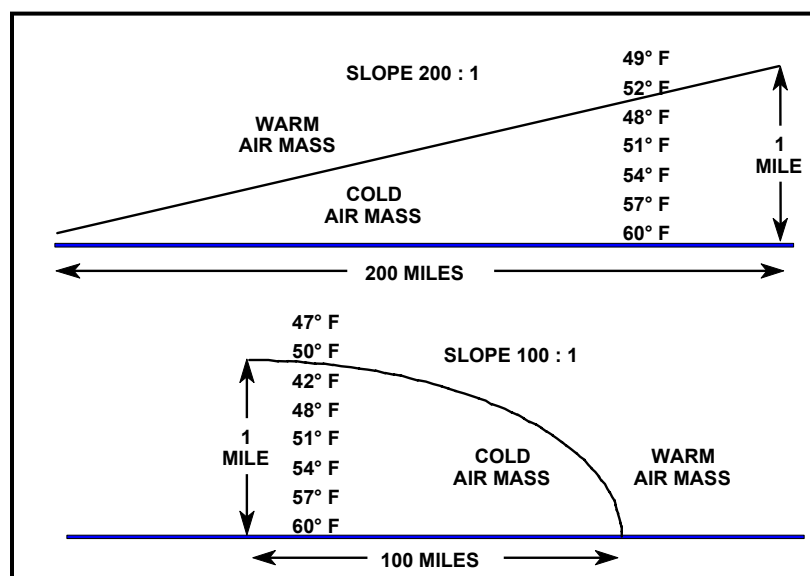 SLOPE 200 : 1
WARM
AIR MASS
COLD
AIR MASS
49° F
52° F
48° F
51° F
54° F
57° F
60° F
1
MILE
200 MILES
47° F
50° F
42° F
48° F
51° F
54° F
57° F
60° F
SLOPE 100 : 1
1
MILE
COLD
AIR MASS
WARM
AIR MASS
100 MILES